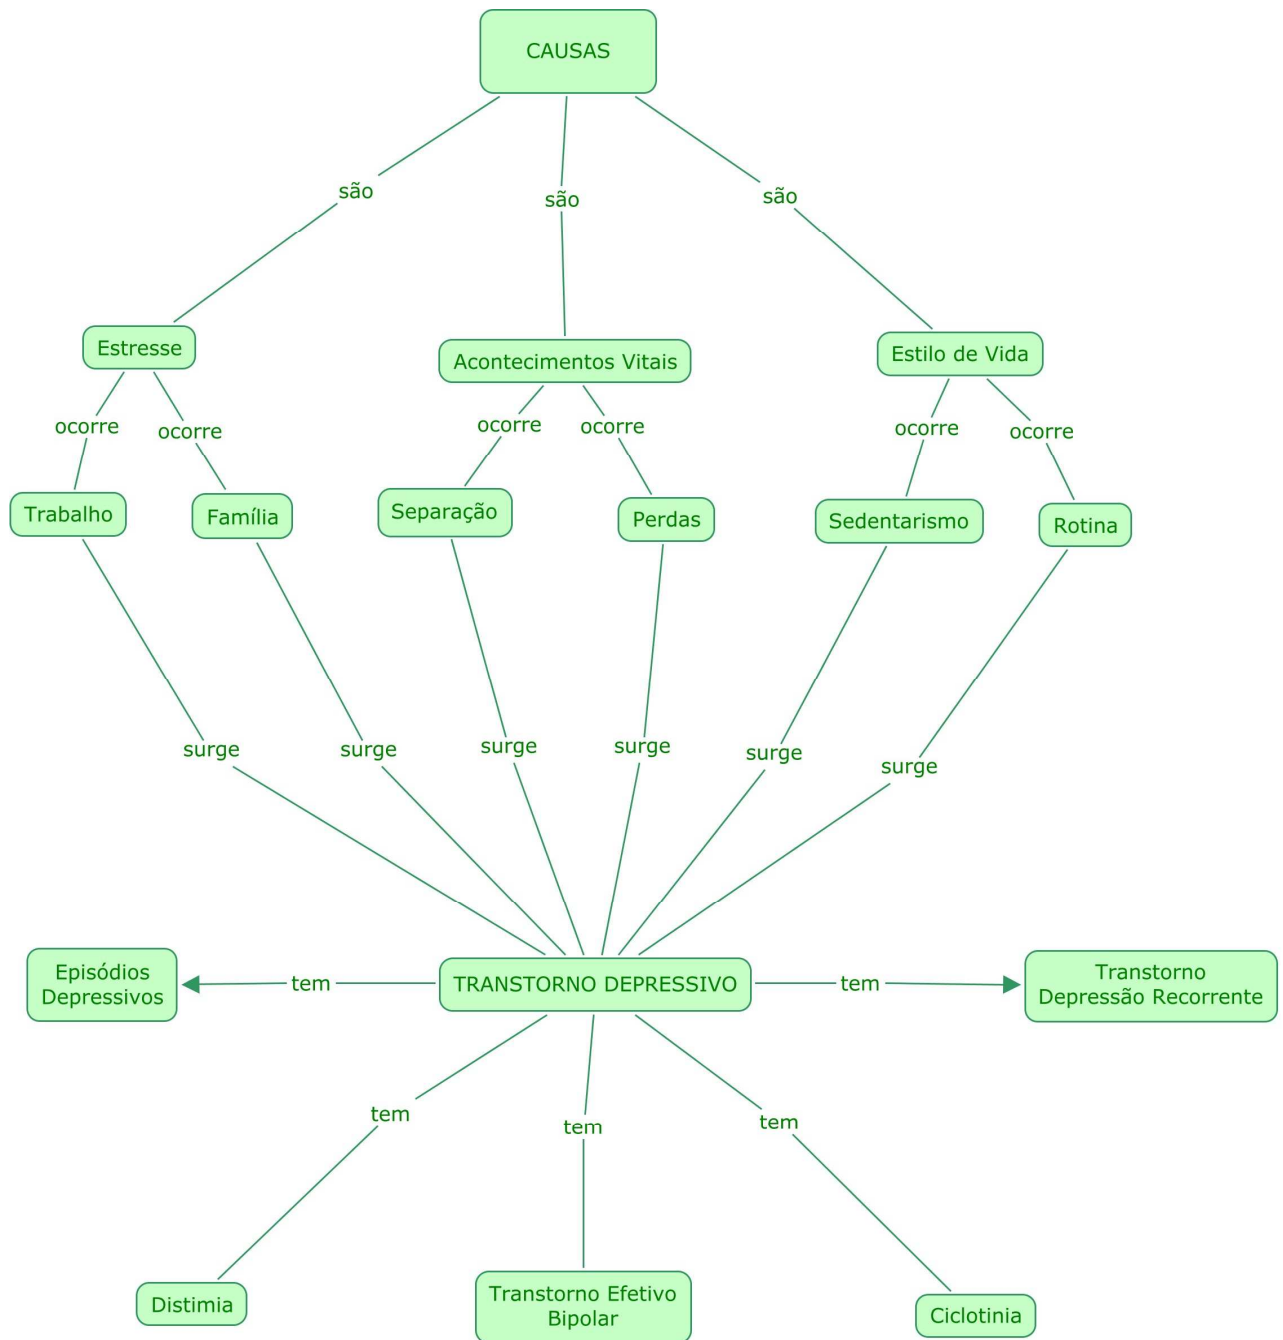 CAUSAS
são
são
são
Estresse
Acontecimentos Vitais
Estilo de Vida
ocorre
ocorre
ocorre
ocorre
ocorre
ocorre
Trabalho
Família
Separação
Perdas
Sedentarismo
Rotina
surge
surge
surge
surge
surge
surge
Episódios
Depressivos
tem
TRANSTORNO DEPRESSIVO
tem
Transtorno
Depressão Recorrente
tem
tem
tem
Distimia
Transtorno Efetivo
Bipolar
Ciclotinia